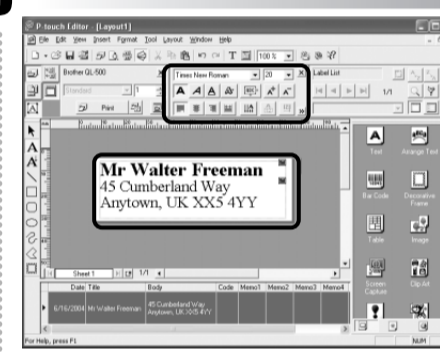 P-touch Editor - [Layout1]
File Edit View Insert Format Tool Layout Window Help
100 %
Brother QL-500
Times New Roman 20
Label List
Standard 1
1/1
Print
A A A
Mr Walter Freeman
45 Cumberland Way
Anytown, UK XX5 4YY
Text Arrange Text
Bar Code Decorative Frame
Table Image
Screen Capture Clip Art
Sheet 1 1/1
Date Title Body Code Memo1 Memo2 Memo3 Memo4
6/16/2004 Mr Walter Freeman 45 Cumberland Way
Anytown, UK XX5 4YY
For Help, press F1 NUM